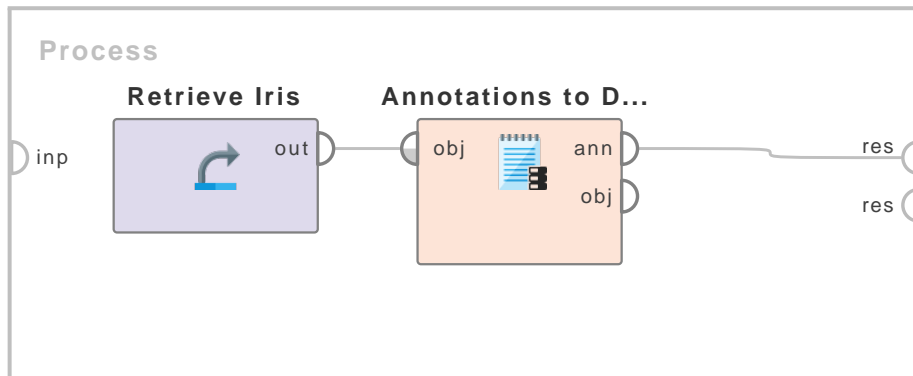 Process
Retrieve Iris
Annotations to D...
inp
out
obj
ann
obj
res
res